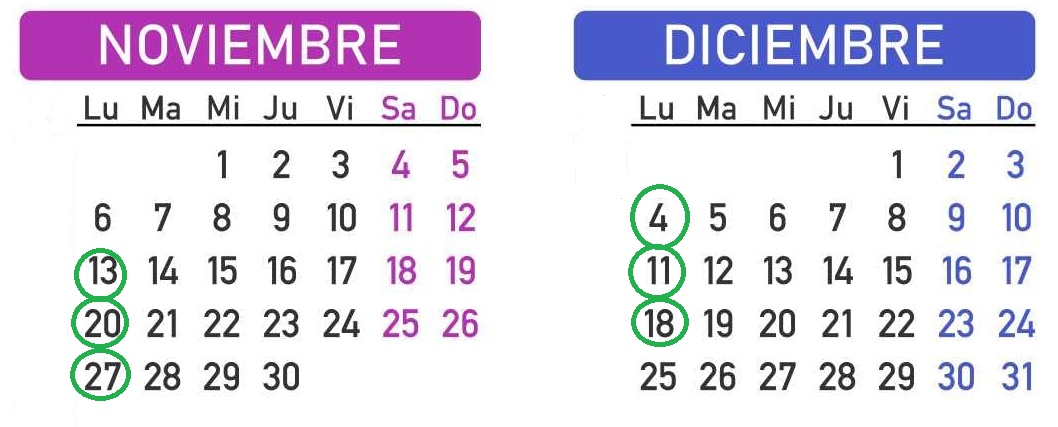 NOVIEMBRE
Lu Ma Mi Ju Vi Sa Do
1 2 3 4 5
6 7 8 9 10 11 12
13 14 15 16 17 18 19
20 21 22 23 24 25 26
27 28 29 30
DICIEMBRE
Lu Ma Mi Ju Vi Sa Do
1 2 3
4 5 6 7 8 9 10
11 12 13 14 15 16 17
18 19 20 21 22 23 24
25 26 27 28 29 30 31